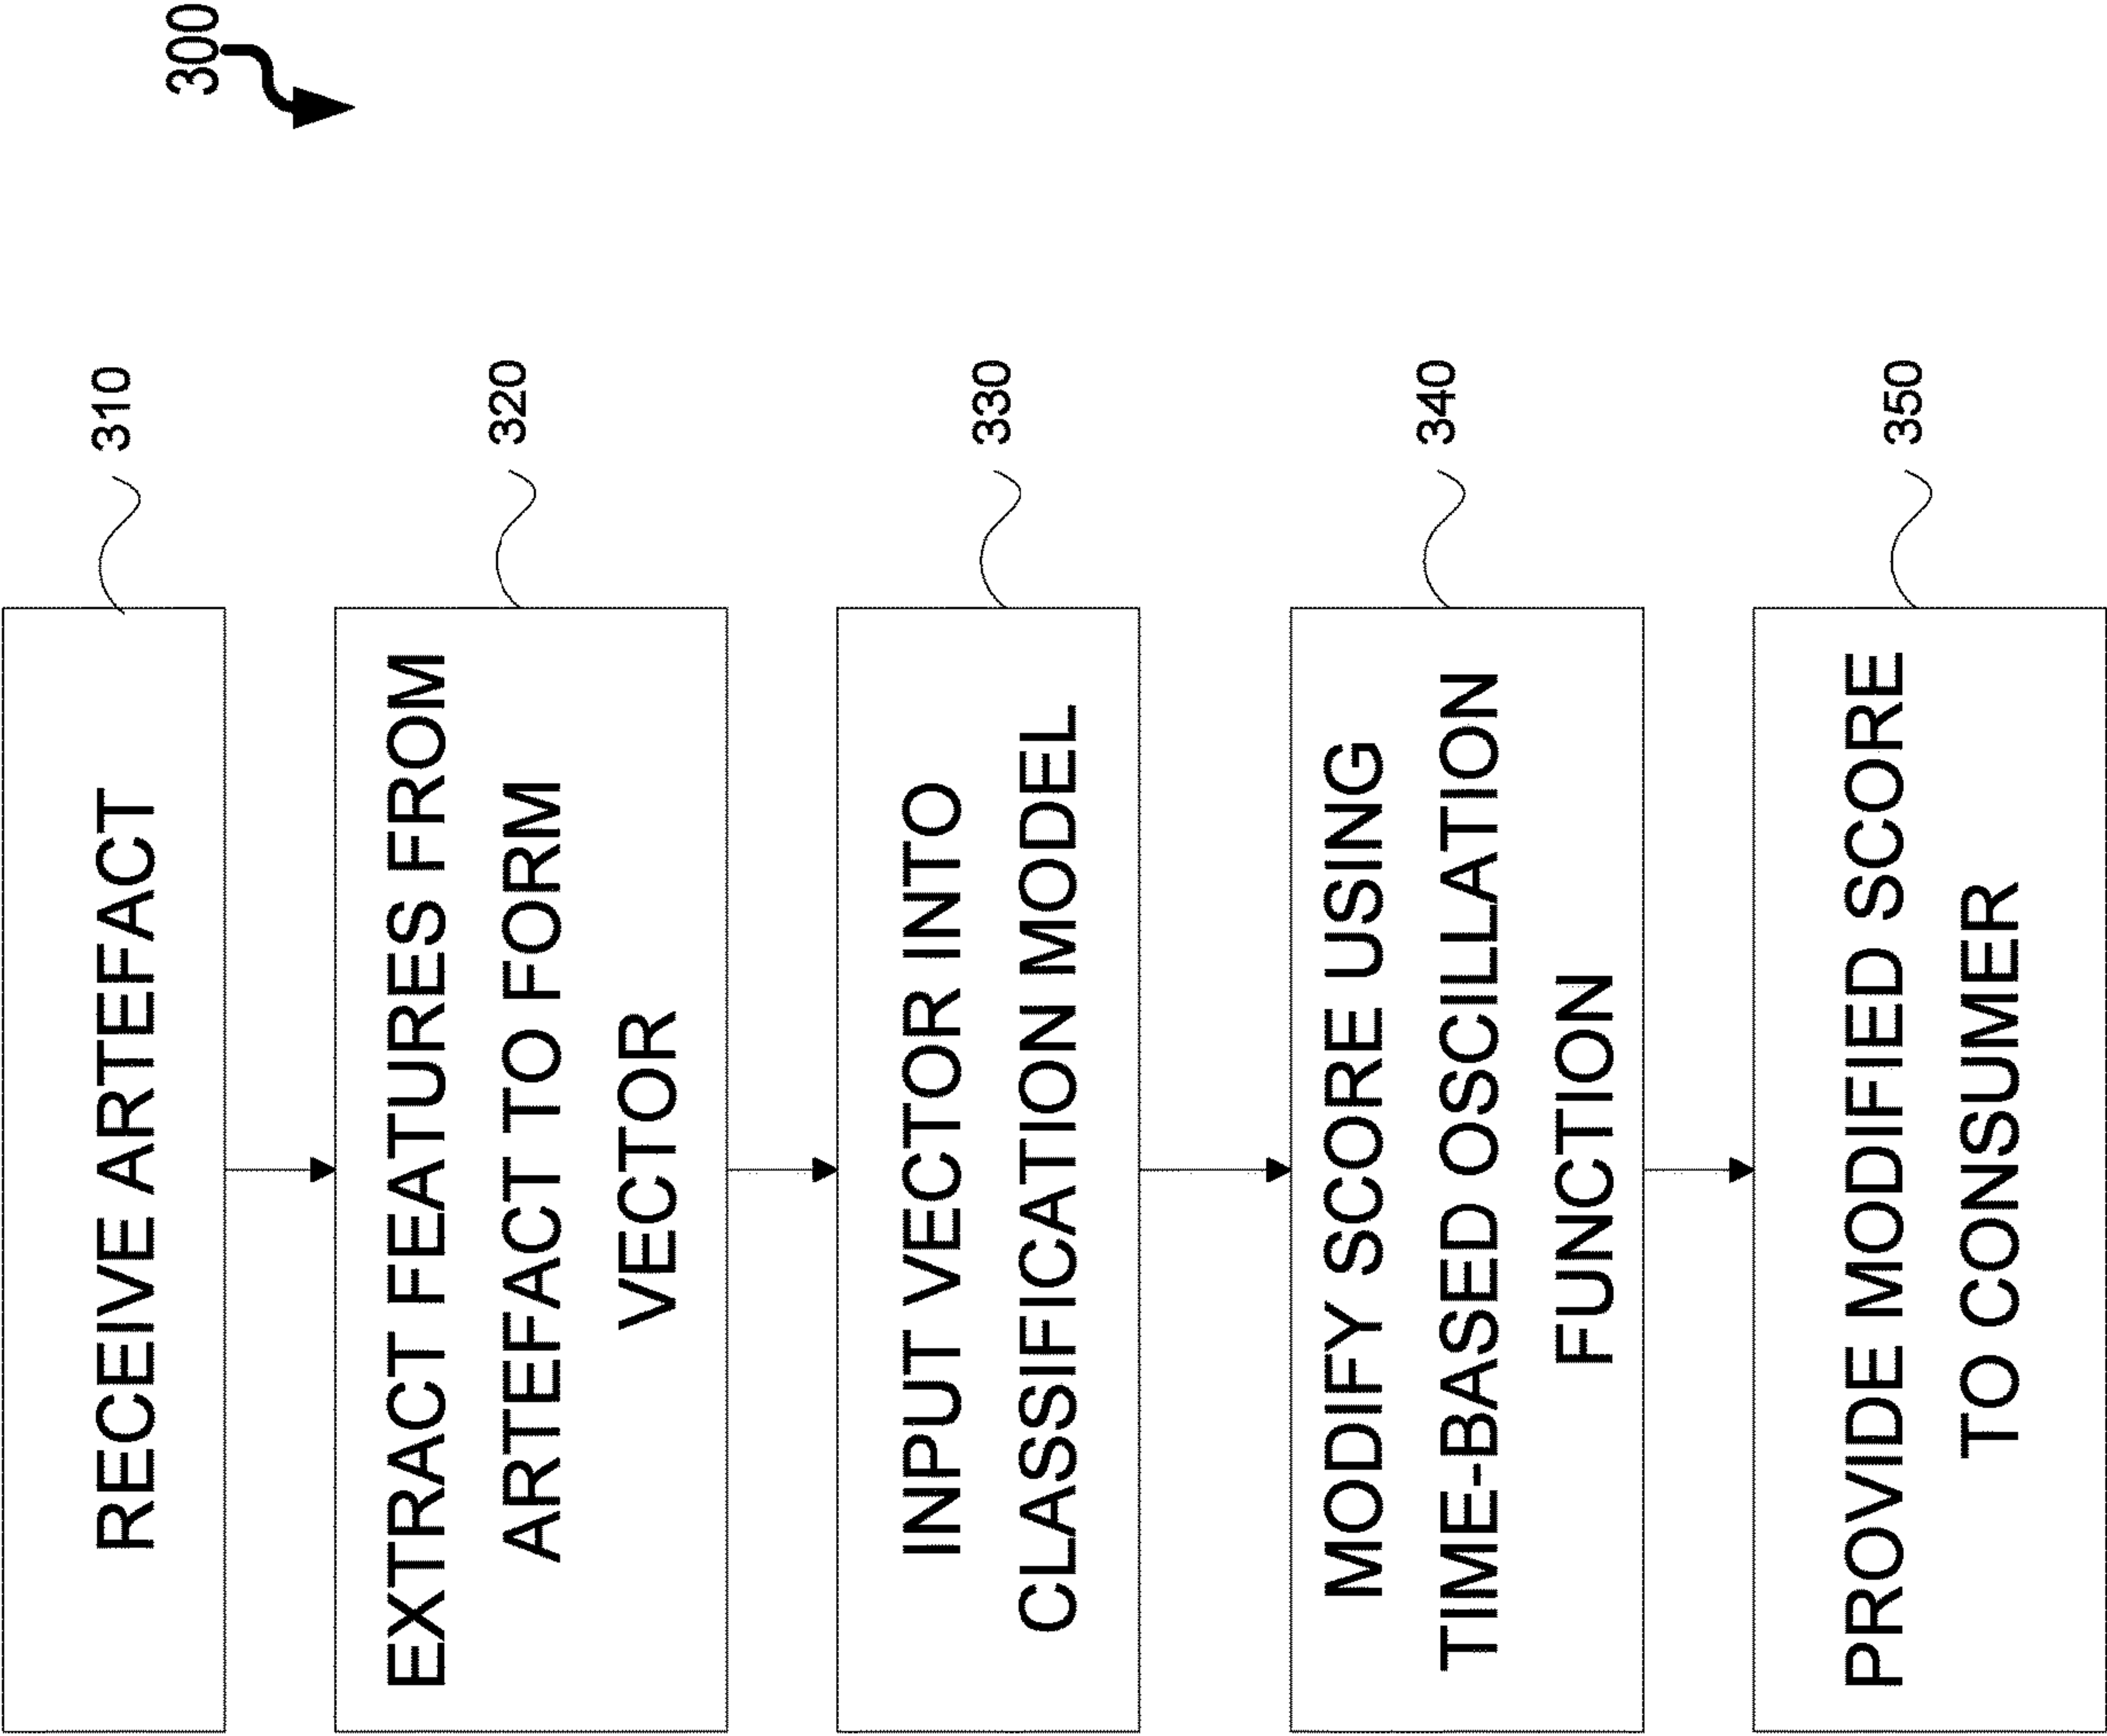 300
RECEIVE ARTEFACT
310
EXTRACT FEATURES FROM
ARTEFACT TO FORM
VECTOR
320
INPUT VECTOR INTO
CLASSIFICATION MODEL
330
MODIFY SCORE USING
TIME-BASED OSCILLATION
FUNCTION
340
PROVIDE MODIFIED SCORE
TO CONSUMER
350